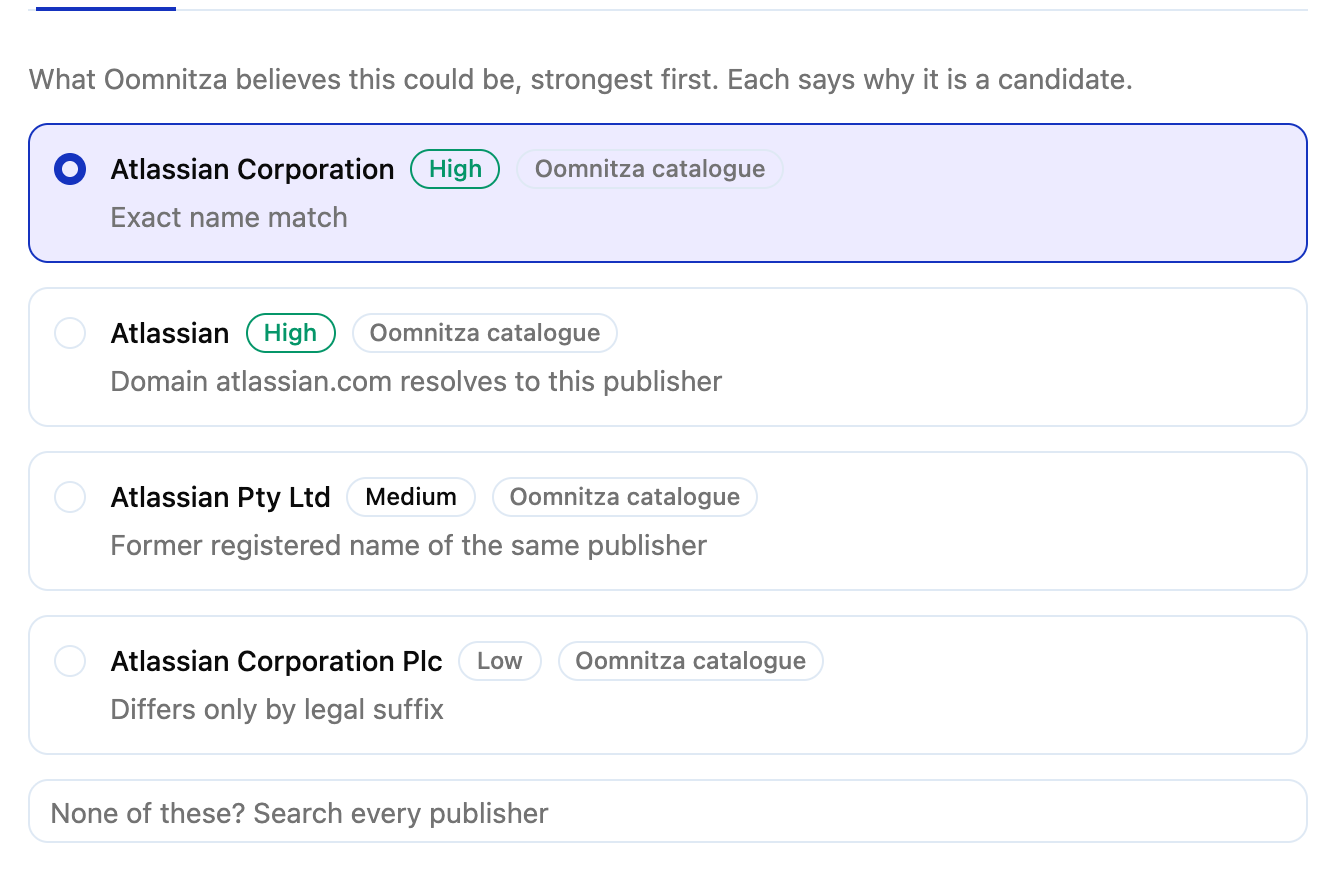 What Oomnitza believes this could be, strongest first. Each says why it is a candidate.
Atlassian Corporation High Oomnitza catalogue
Exact name match
Atlassian High Oomnitza catalogue
Domain atlassian.com resolves to this publisher
Atlassian Pty Ltd Medium Oomnitza catalogue
Former registered name of the same publisher
Atlassian Corporation Plc Low Oomnitza catalogue
Differs only by legal suffix
None of these? Search every publisher